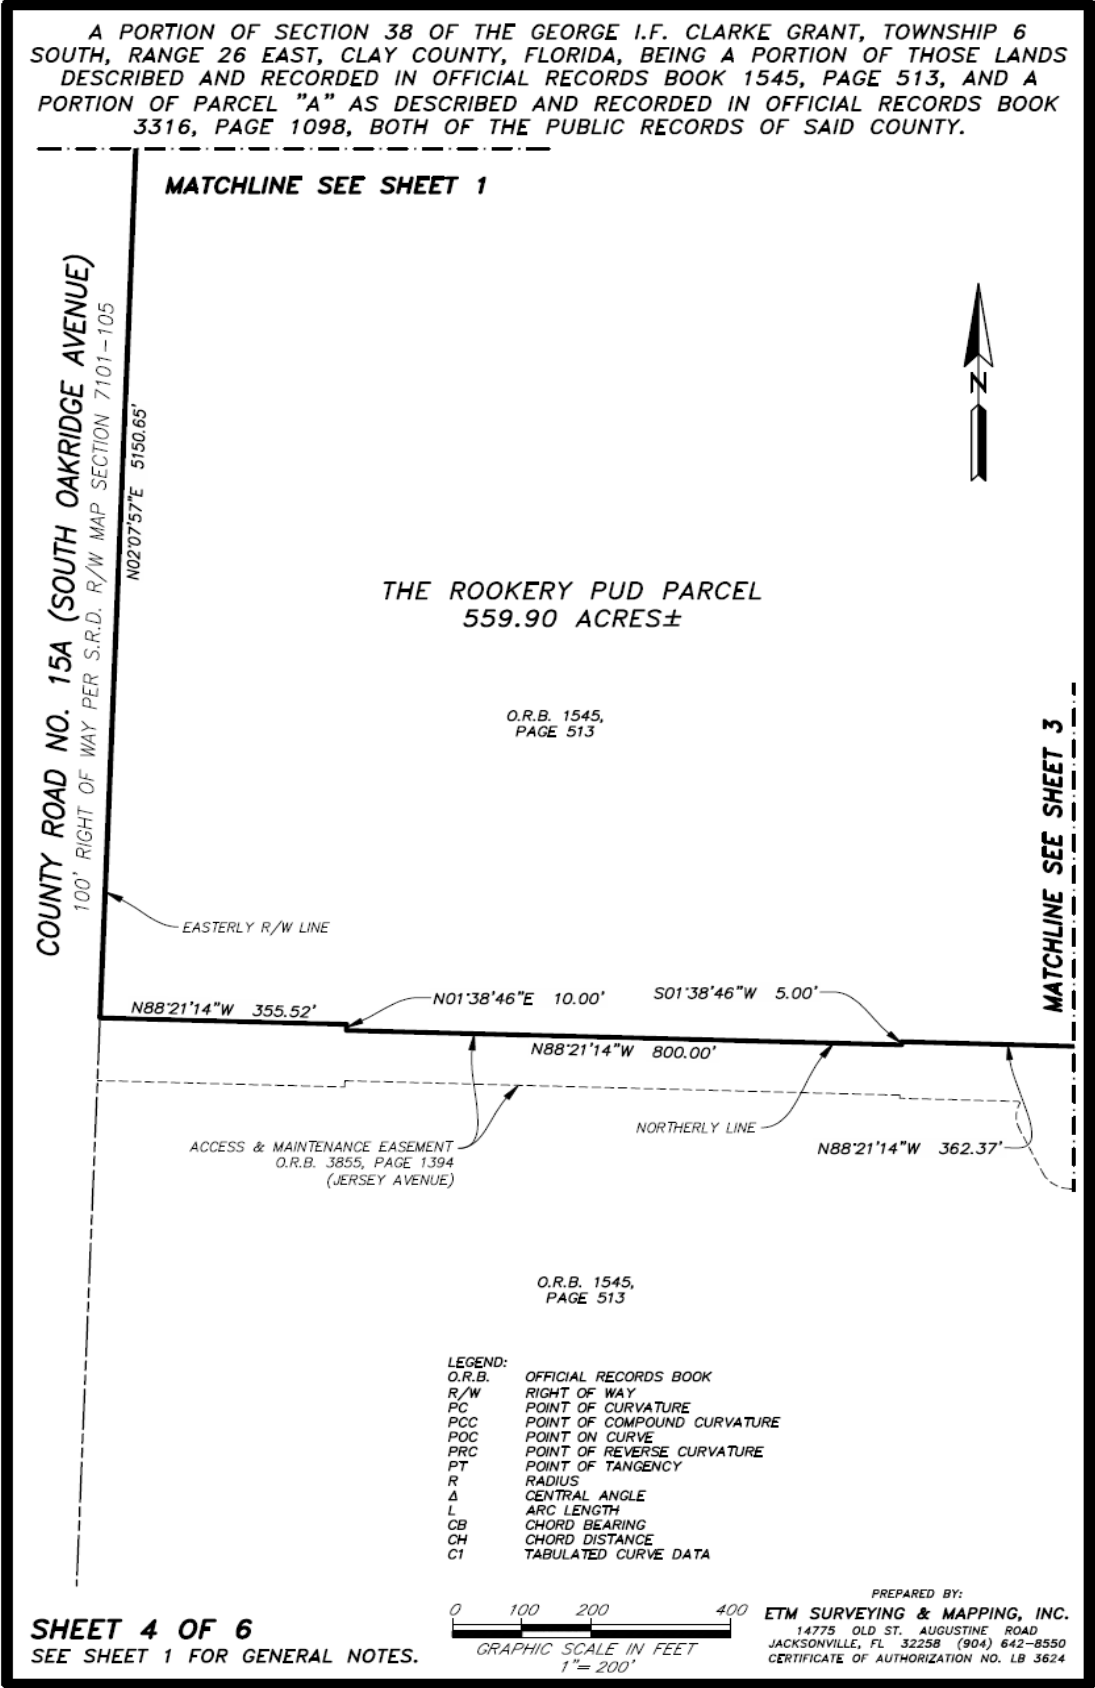 A PORTION OF SECTION 38 OF THE GEORGE I.F. CLARKE GRANT, TOWNSHIP 6
SOUTH, RANGE 26 EAST, CLAY COUNTY, FLORIDA, BEING A PORTION OF THOSE LANDS
DESCRIBED AND RECORDED IN OFFICIAL RECORDS BOOK 1545, PAGE 513, AND A
PORTION OF PARCEL "A" AS DESCRIBED AND RECORDED IN OFFICIAL RECORDS BOOK
3316, PAGE 1098, BOTH OF THE PUBLIC RECORDS OF SAID COUNTY.
MATCHLINE SEE SHEET 1
COUNTY ROAD NO. 15A (SOUTH OAKRIDGE AVENUE)
100' RIGHT OF WAY PER S.R.D. R/W MAP SECTION 7101-105
N02°07'57"E 5150.65'
N
THE ROOKERY PUD PARCEL
559.90 ACRES±
O.R.B. 1545,
PAGE 513
MATCHLINE SEE SHEET 3
EASTERLY R/W LINE
N88°21'14"W 355.52'
N01°38'46"E 10.00'
S01°38'46"W 5.00'
N88°21'14"W 800.00'
NORTHERLY LINE
N88°21'14"W 362.37'
ACCESS & MAINTENANCE EASEMENT
O.R.B. 3855, PAGE 1394
(JERSEY AVENUE)
O.R.B. 1545,
PAGE 513
LEGEND:
O.R.B. OFFICIAL RECORDS BOOK
R/W RIGHT OF WAY
PC POINT OF CURVATURE
PCC POINT OF COMPOUND CURVATURE
POC POINT ON CURVE
PRC POINT OF REVERSE CURVATURE
PT POINT OF TANGENCY
R RADIUS
Δ CENTRAL ANGLE
L ARC LENGTH
CB CHORD BEARING
CH CHORD DISTANCE
C1 TABULATED CURVE DATA
SHEET 4 OF 6
SEE SHEET 1 FOR GENERAL NOTES.
0 100 200 400
GRAPHIC SCALE IN FEET
1"= 200'
PREPARED BY:
ETM SURVEYING & MAPPING, INC.
14775 OLD ST. AUGUSTINE ROAD
JACKSONVILLE, FL 32258 (904) 642-8550
CERTIFICATE OF AUTHORIZATION NO. LB 3624